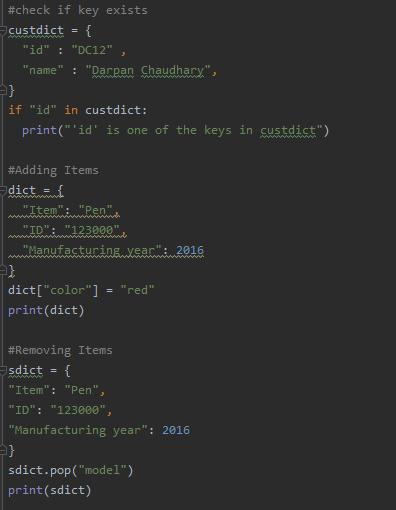 #check if key exists
custdict = {
  "id" : "DC12" ,
  "name" : "Darpan Chaudhary",
}
if "id" in custdict:
  print("'id' is one of the keys in custdict")

#Adding Items
dict = {
  "Item": "Pen",
  "ID": "123000",
  "Manufacturing year": 2016
}
dict["color"] = "red"
print(dict)

#Removing Items
sdict = {
"Item": "Pen",
"ID": "123000",
"Manufacturing year": 2016
}
sdict.pop("model")
print(sdict)